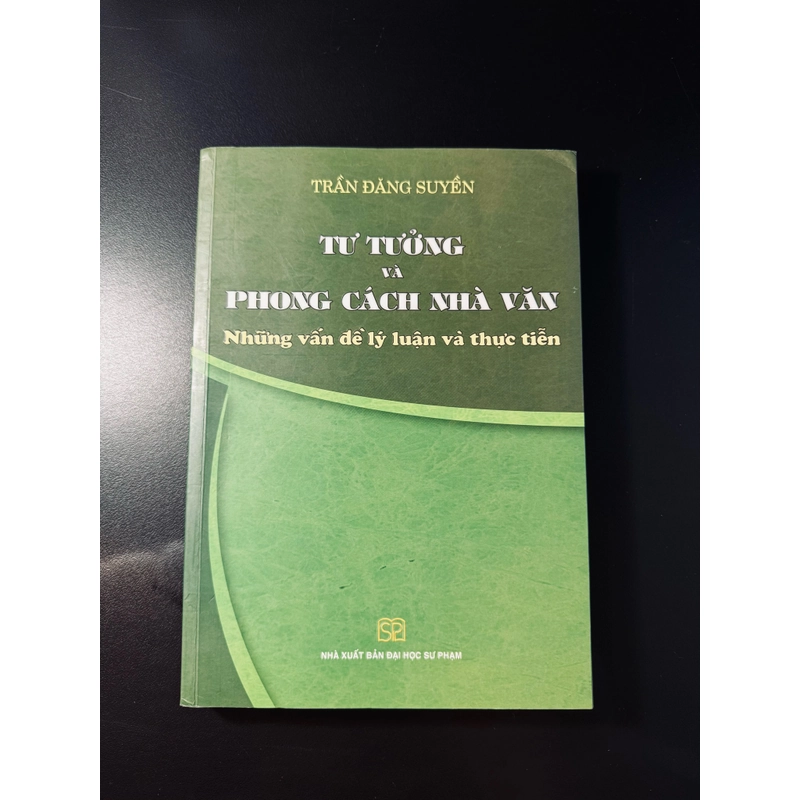 TRẦN ĐĂNG SUYỀN
TƯ TƯỞNG
VÀ
PHONG CÁCH NHÀ VĂN
Những vấn đề lý luận và thực tiễn
SP
NHÀ XUẤT BẢN ĐẠI HỌC SƯ PHẠM